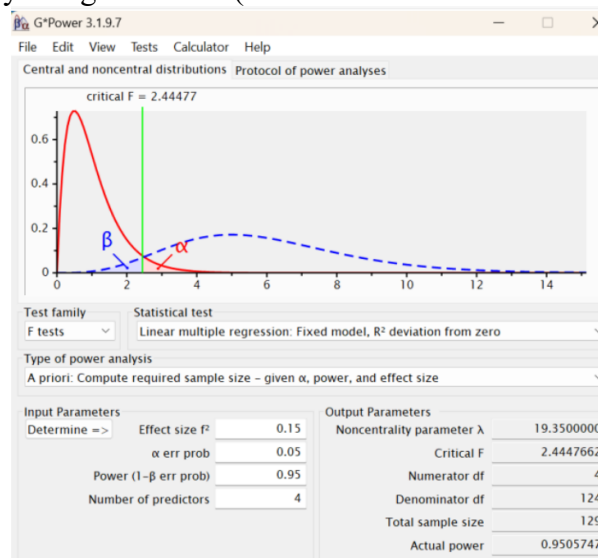 G*Power 3.1.9.7
File Edit View Tests Calculator Help
Central and noncentral distributions Protocol of power analyses
critical F = 2.44477
0.6
0.4
0.2
0
β
α
0 2 4 6 8 10 12 14
Test family
Statistical test
F tests
Linear multiple regression: Fixed model, R² deviation from zero
Type of power analysis
A priori: Compute required sample size – given α, power, and effect size
Input Parameters
Output Parameters
Determine =>
Effect size f² 0.15
α err prob 0.05
Power (1-β err prob) 0.95
Number of predictors 4
Noncentrality parameter λ 19.3500000
Critical F 2.4447662
Numerator df 4
Denominator df 124
Total sample size 129
Actual power 0.9505747